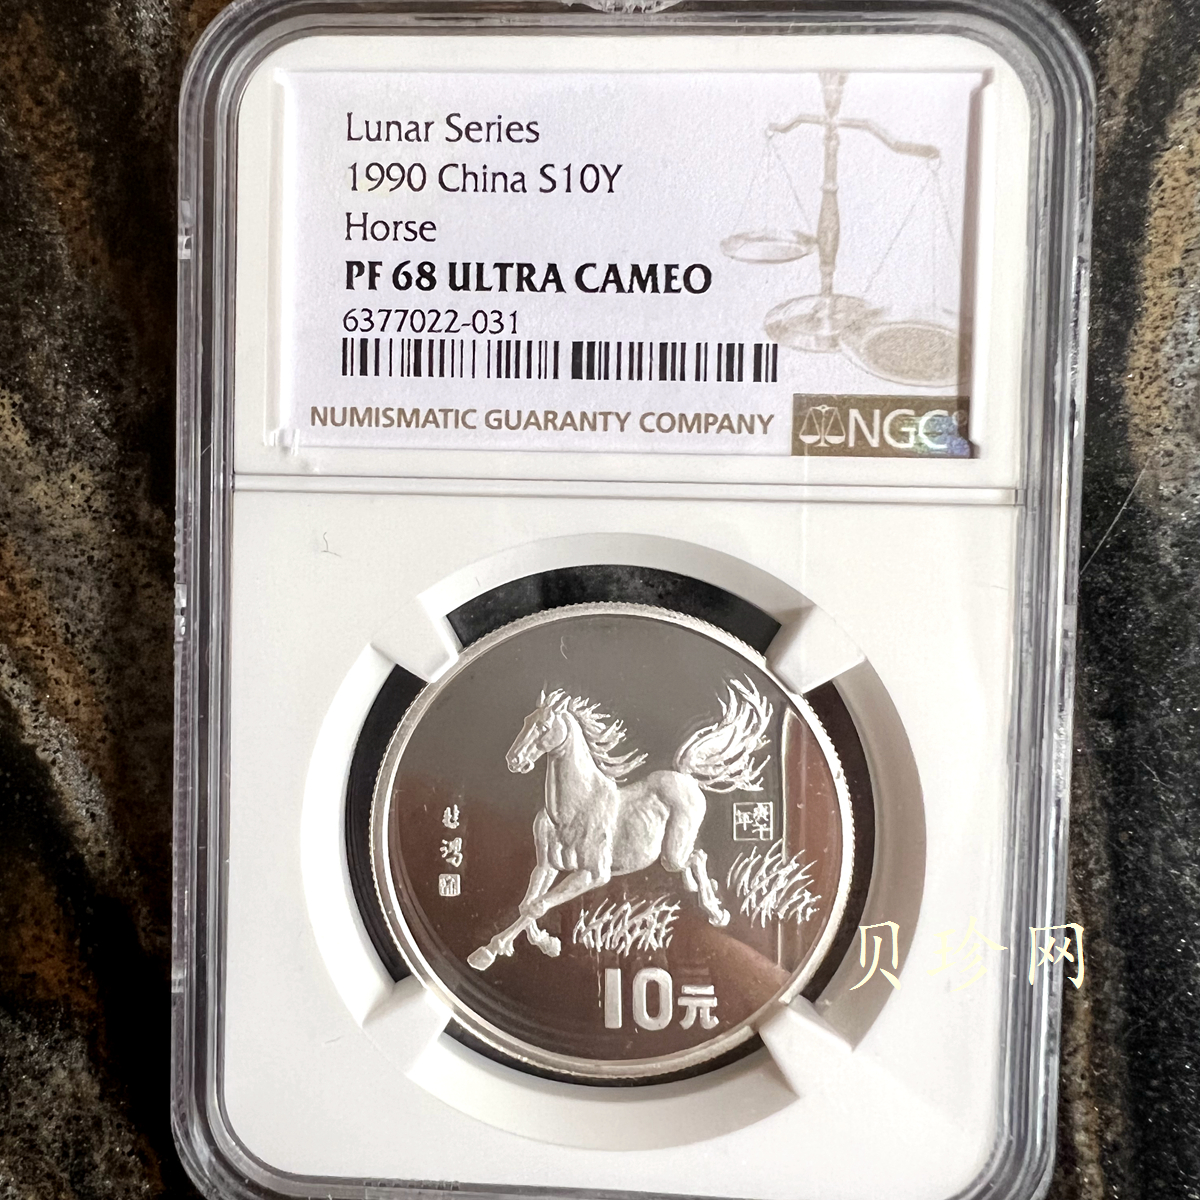 Lunar Series
1990 China S10Y
Horse
PF 68 ULTRA CAMEO
6377022-031
NUMISMATIC GUARANTY COMPANY
NGC
悲鸿
庚午
年
10元
贝珍网